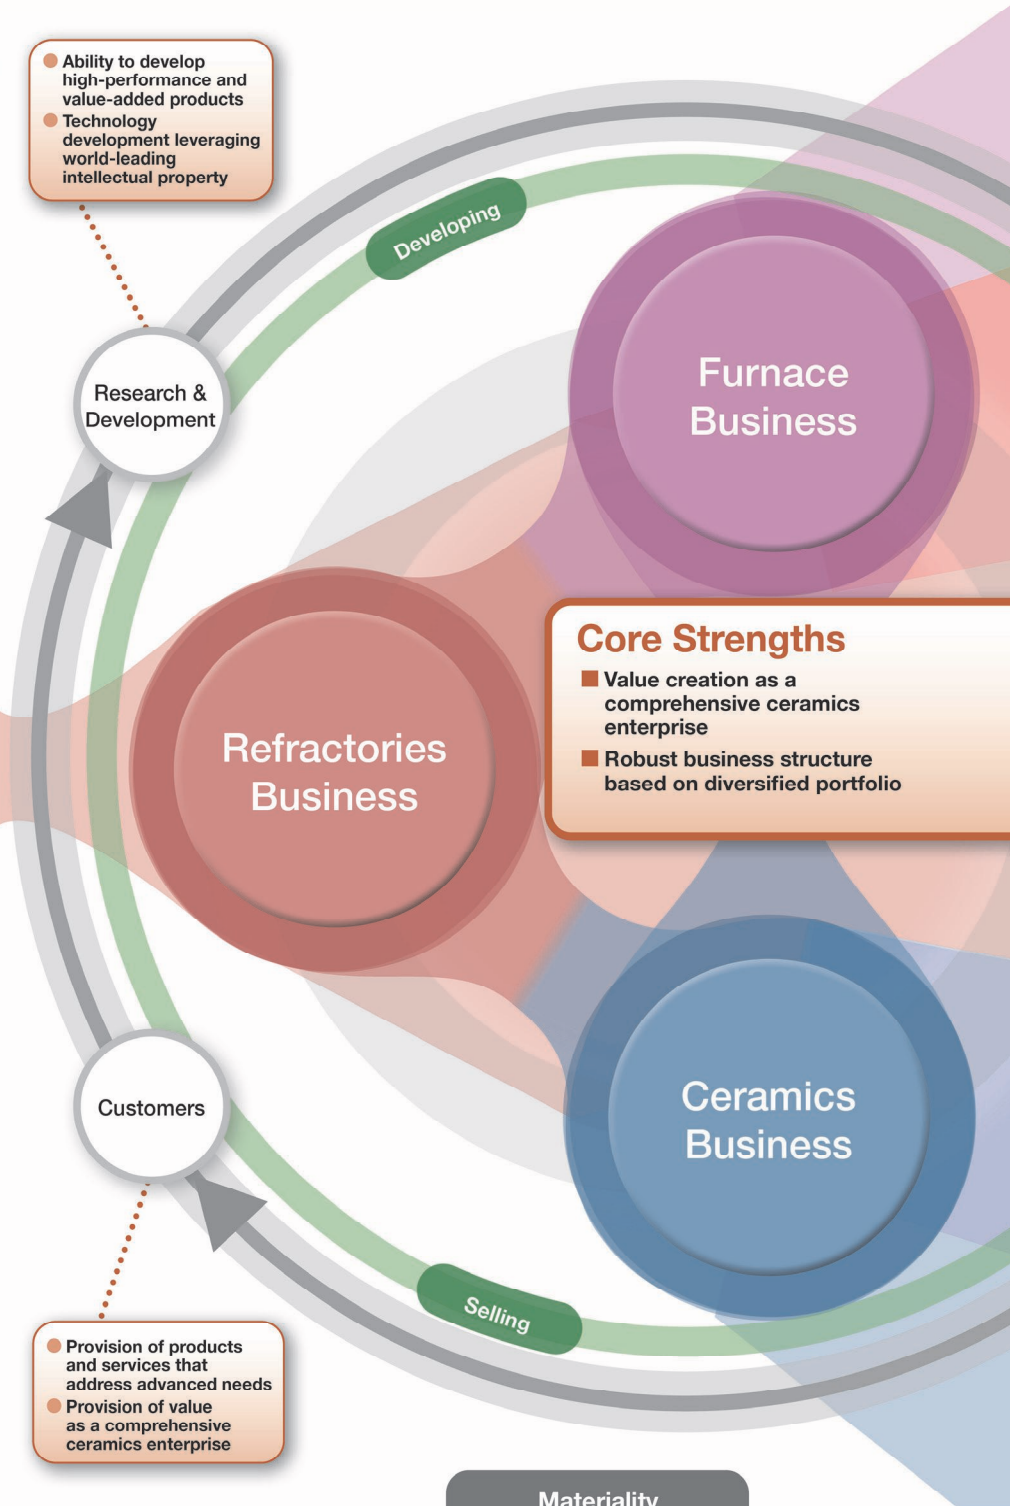 Ability to develop
high-performance and
value-added products
Technology
development leveraging
world-leading
intellectual property
Developing
Research &
Development
Furnace
Business
Core Strengths
Value creation as a
comprehensive ceramics
enterprise
Robust business structure
based on diversified portfolio
Refractories
Business
Customers
Ceramics
Business
Selling
Provision of products
and services that
address advanced needs
Provision of value
as a comprehensive
ceramics enterprise
Materiality